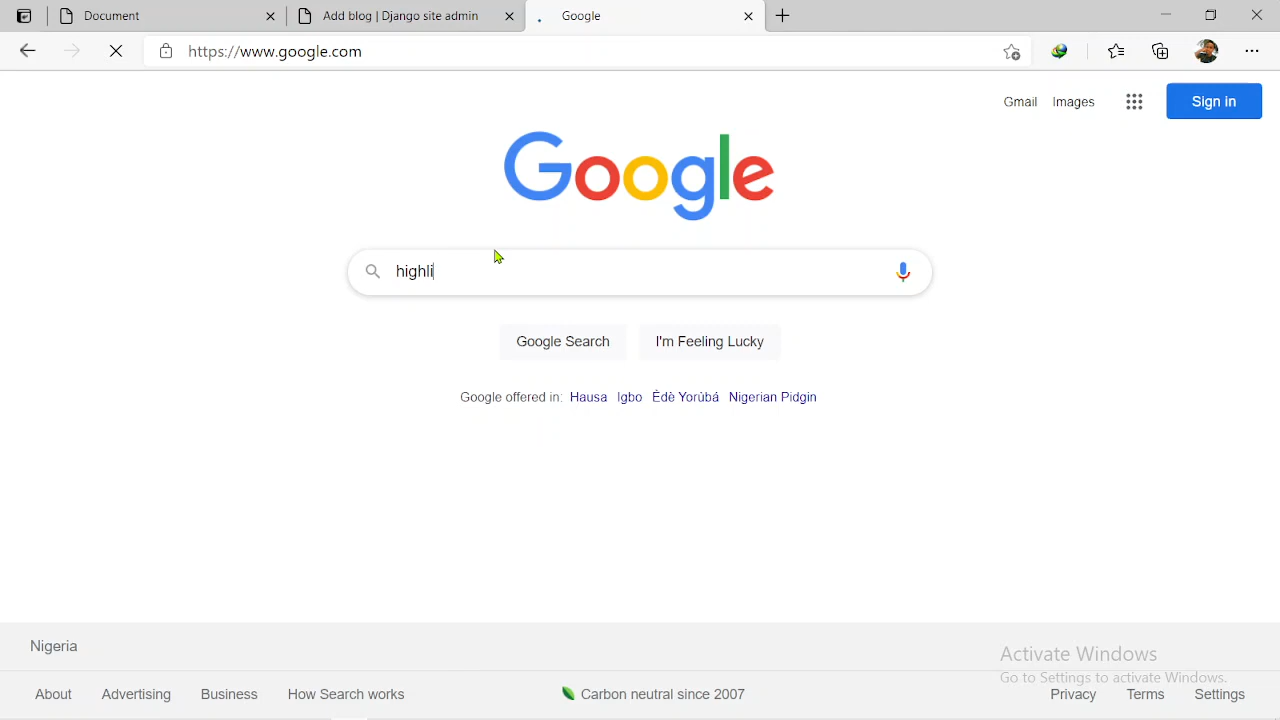 Document
Add blog | Django site admin
Google
https://www.google.com
Gmail Images Sign in
Google
highli
Google Search I'm Feeling Lucky
Google offered in: Hausa Igbo Èdè Yorùbá Nigerian Pidgin
Nigeria
Activate Windows
Go to Settings to activate Windows.
About Advertising Business How Search works Carbon neutral since 2007 Privacy Terms Settings